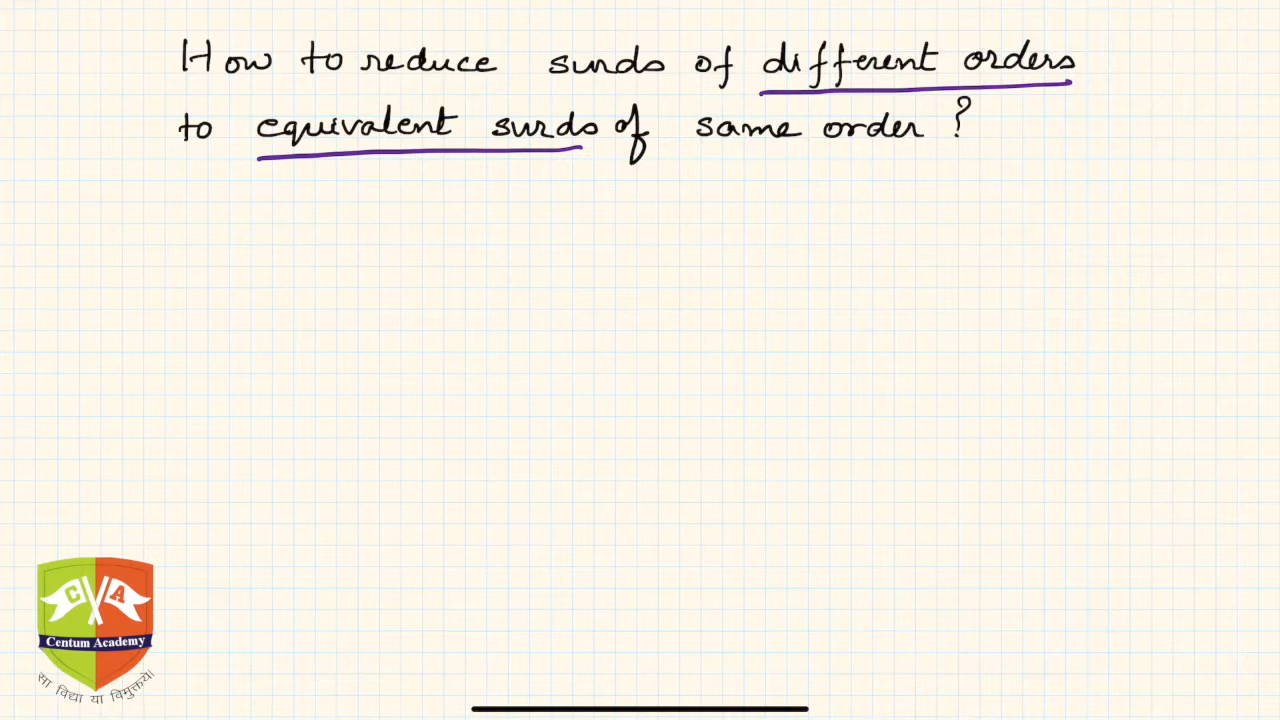 How to reduce surds of different orders
to equivalent surds of same order ?
C A
Centum Academy
सा विद्या या विमुक्तये।